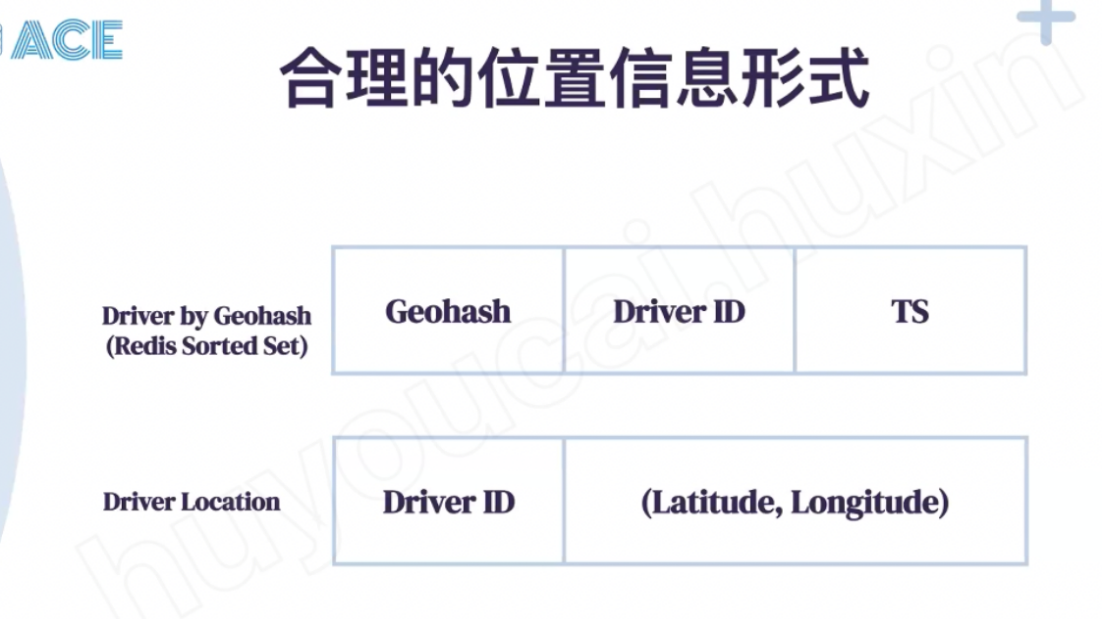 ACE
合理的位置信息形式
Driver by Geohash
(Redis Sorted Set)
Geohash
Driver ID
TS
Driver Location
Driver ID
(Latitude, Longitude)
huyoucai.huxin